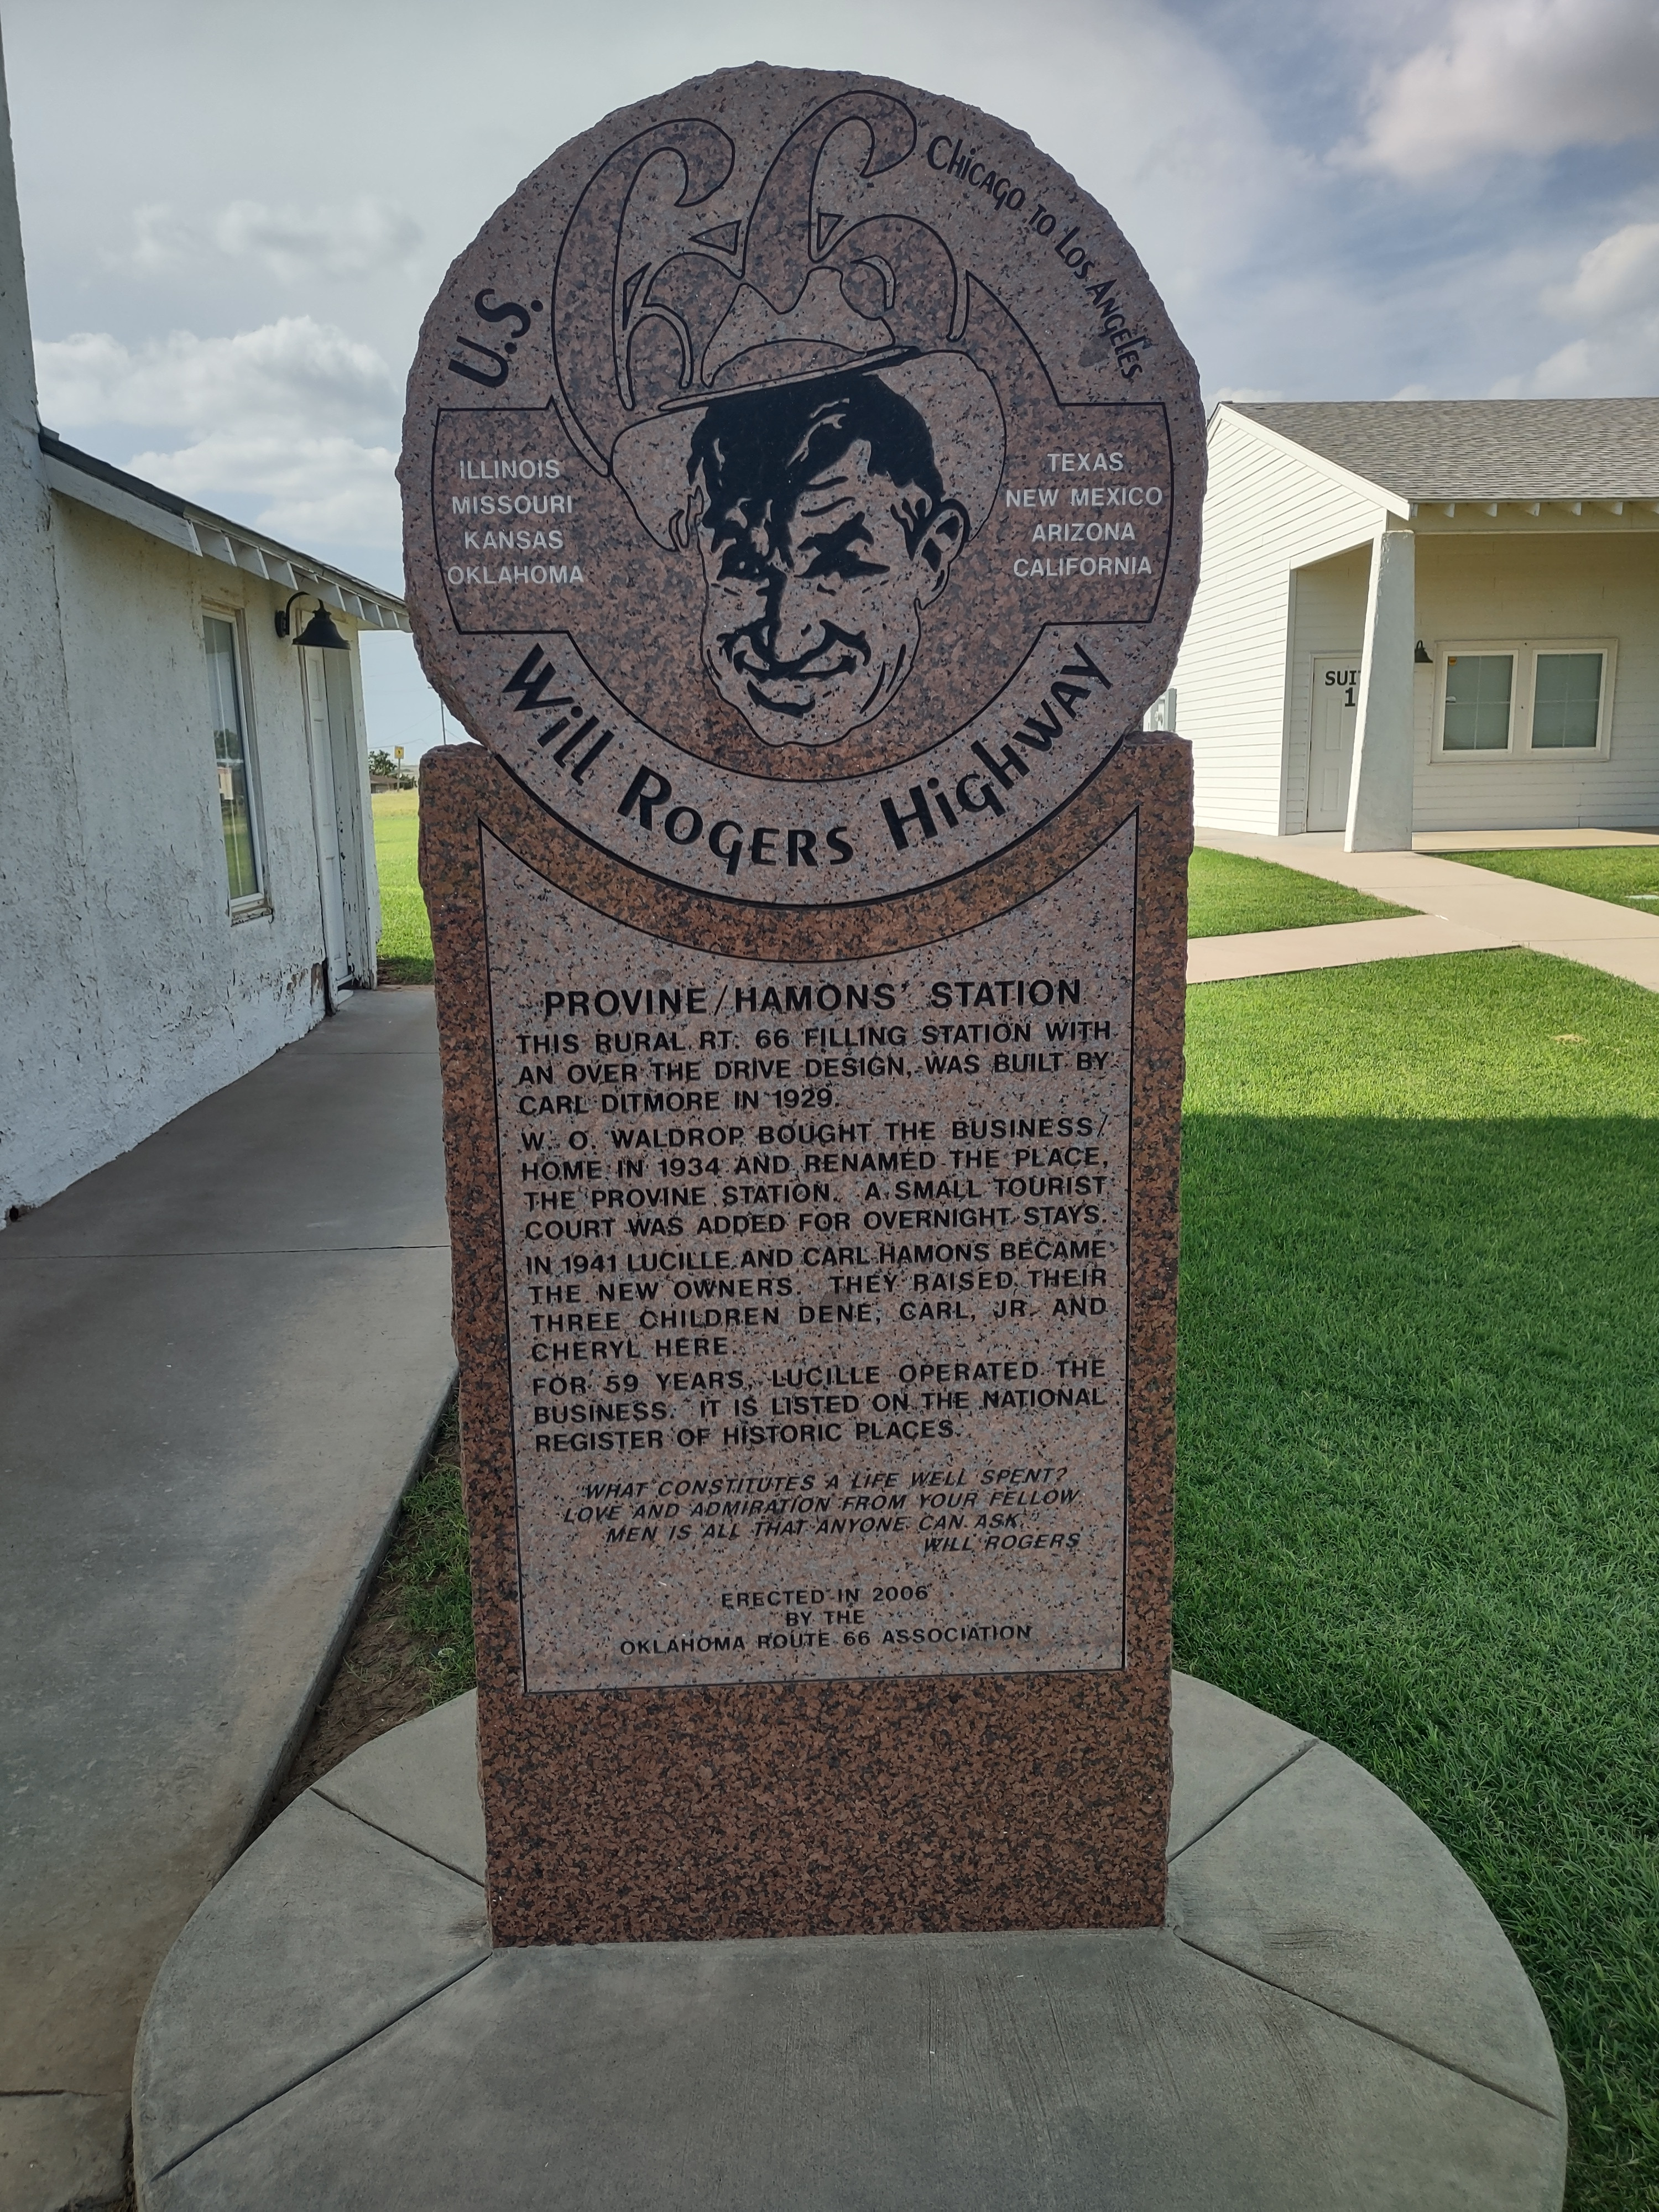 U.S. 66 CHICAGO TO LOS ANGELES
ILLINOIS
MISSOURI
KANSAS
OKLAHOMA
TEXAS
NEW MEXICO
ARIZONA
CALIFORNIA
WILL ROGERS HIGHWAY
PROVINE/HAMONS' STATION
THIS RURAL RT. 66 FILLING STATION WITH
AN OVER THE DRIVE DESIGN, WAS BUILT BY
CARL DITMORE IN 1929.
W. O. WALDROP BOUGHT THE BUSINESS/
HOME IN 1934 AND RENAMED THE PLACE,
THE PROVINE STATION. A SMALL TOURIST
COURT WAS ADDED FOR OVERNIGHT STAYS.
IN 1941 LUCILLE AND CARL HAMONS BECAME
THE NEW OWNERS. THEY RAISED THEIR
THREE CHILDREN DENE, CARL, JR. AND
CHERYL HERE.
FOR 59 YEARS, LUCILLE OPERATED THE
BUSINESS. IT IS LISTED ON THE NATIONAL
REGISTER OF HISTORIC PLACES.
"WHAT CONSTITUTES A LIFE WELL SPENT?
LOVE AND ADMIRATION FROM YOUR FELLOW
MEN IS ALL THAT ANYONE CAN ASK."
WILL ROGERS
ERECTED IN 2006
BY THE
OKLAHOMA ROUTE 66 ASSOCIATION